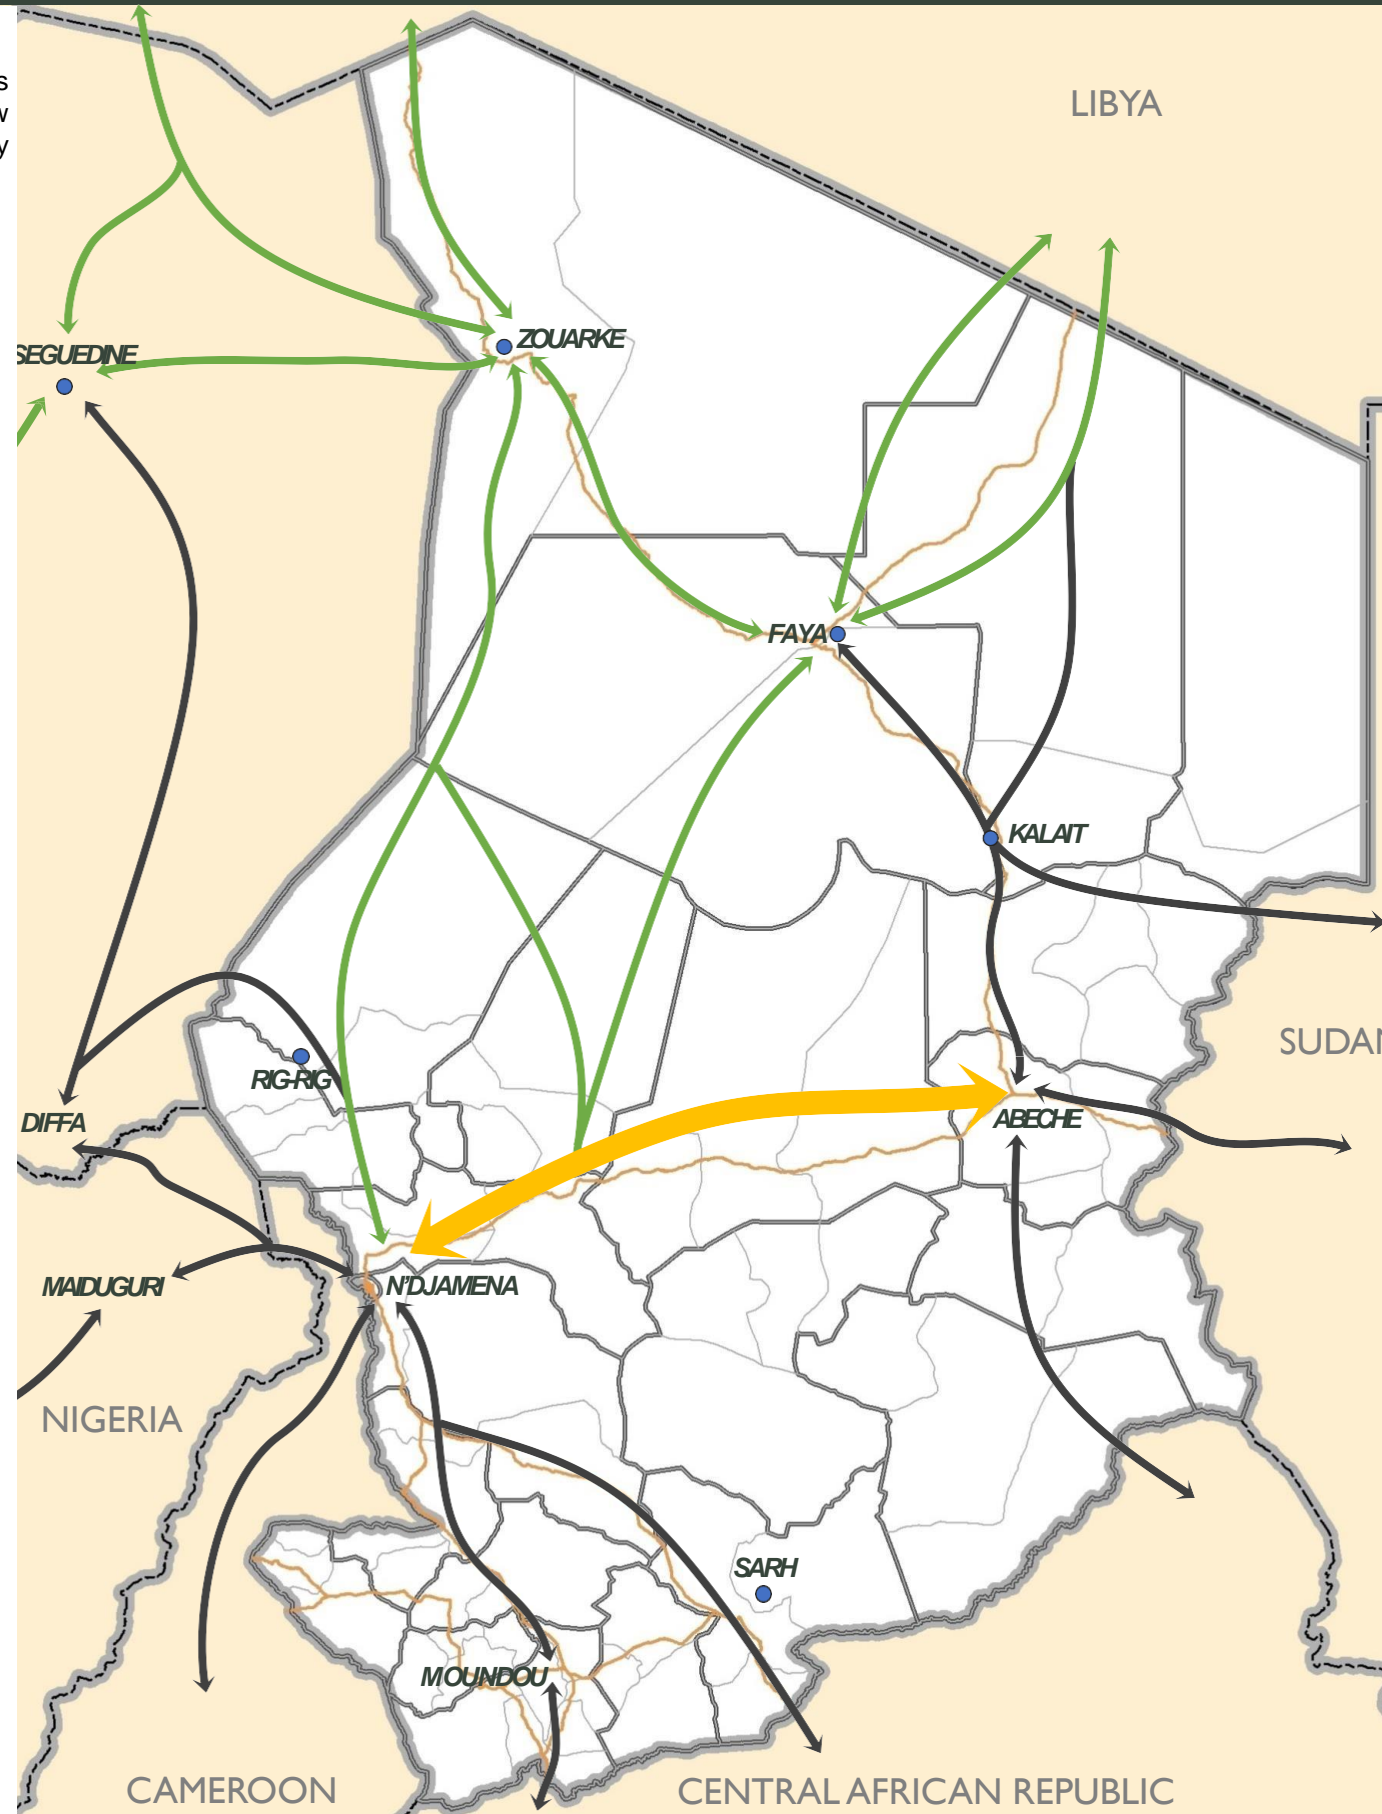 s
w
y
LIBYA
ZOUARKE
SEGUEDINE
FAYA
KALAIT
SUDAN
RIG-RIG
DIFFA
ABECHE
MAIDUGURI
N'DJAMENA
NIGERIA
SARH
MOUNDOU
CAMEROON
CENTRAL AFRICAN REPUBLIC